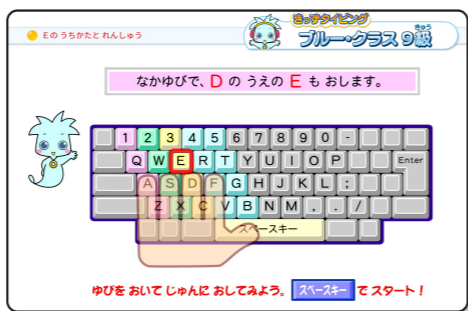 Eのうちかたとれんしゅう
きっずタイピング
ブルー・クラス 9級
きゅう
なかゆびで、D の うえの E も おします。
1 2 3 4 5 6 7 8 9 0 -
Q W E R T Y U I O P Enter
A S D F G H J K L ;
Z X C V B N M , . /
スペースキー
ゆびを おいて じゅんに おしてみよう。 スペースキー で スタート！